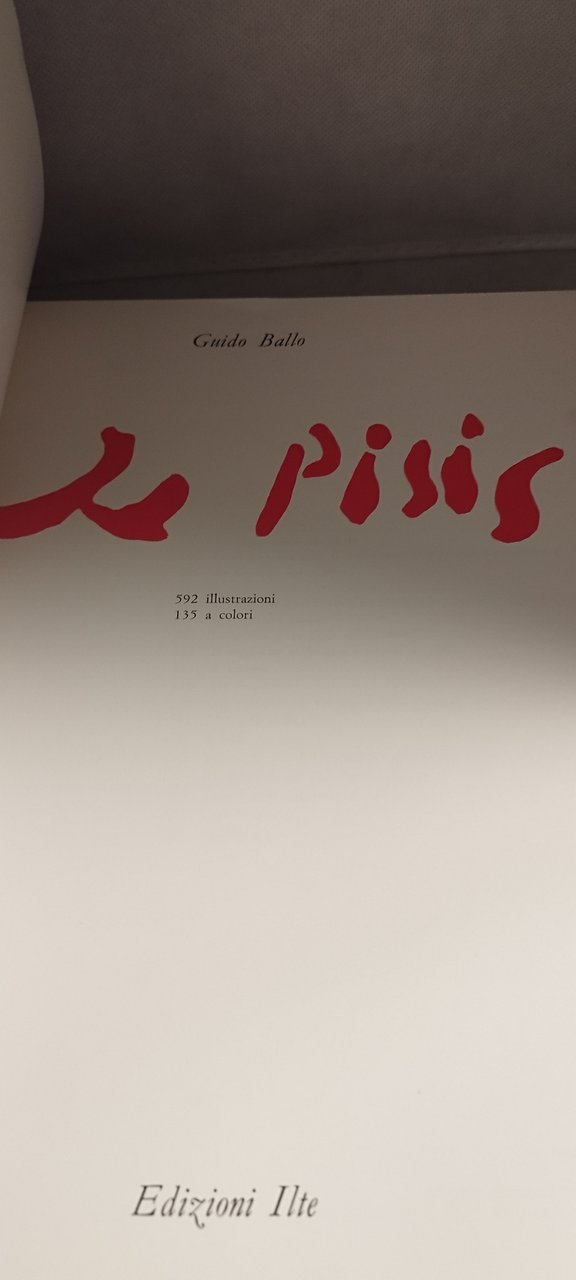 Guido Ballo
de Pisis
592 illustrazioni
135 a colori
Edizioni Ilte